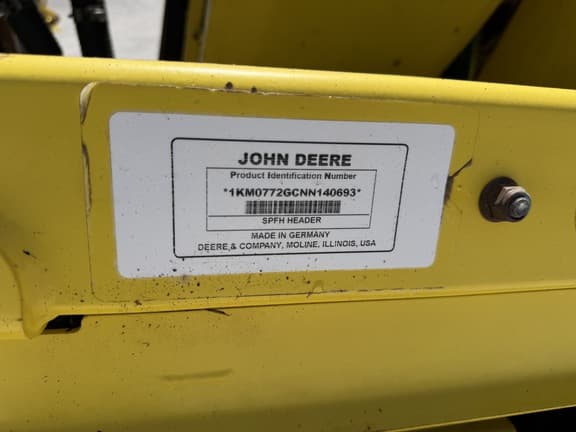 JOHN DEERE
Product Identification Number
*1KM0772GCNN140693*
SPFH HEADER
MADE IN GERMANY
DEERE & COMPANY, MOLINE, ILLINOIS, USA